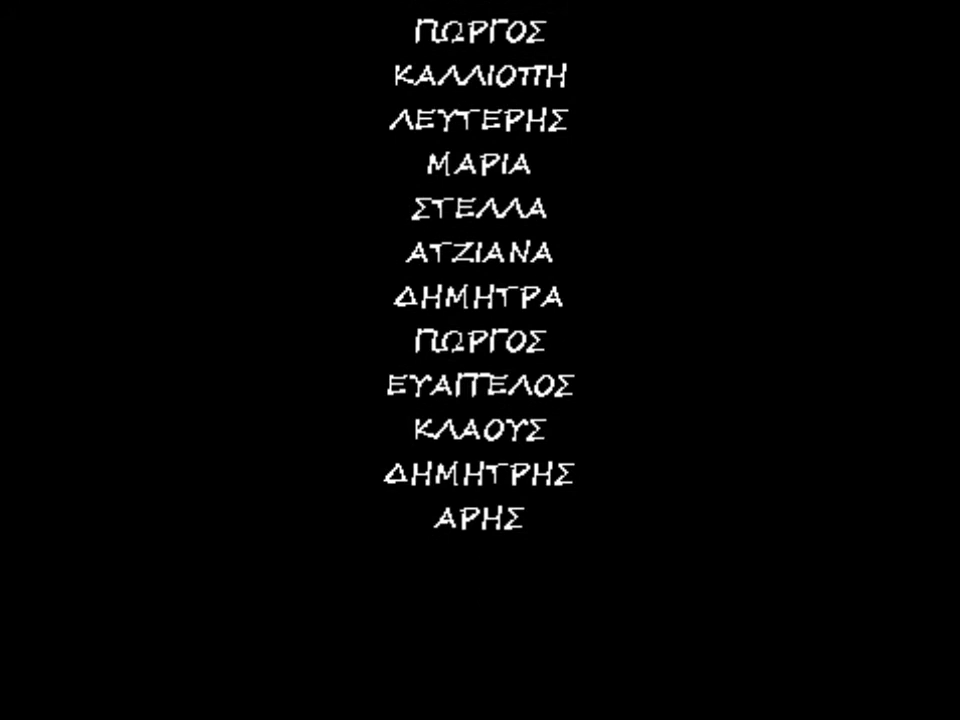 ΓΙΩΡΓΟΣ
ΚΑΛΛΙΟΠΗ
ΛΕΥΤΕΡΗΣ
ΜΑΡΙΑ
ΣΤΕΛΛΑ
ΑΤΖΙΑΝΑ
ΔΗΜΗΤΡΑ
ΓΙΩΡΓΟΣ
ΕΥΑΓΓΕΛΟΣ
ΚΛΑΟΥΣ
ΔΗΜΗΤΡΗΣ
ΑΡΗΣ